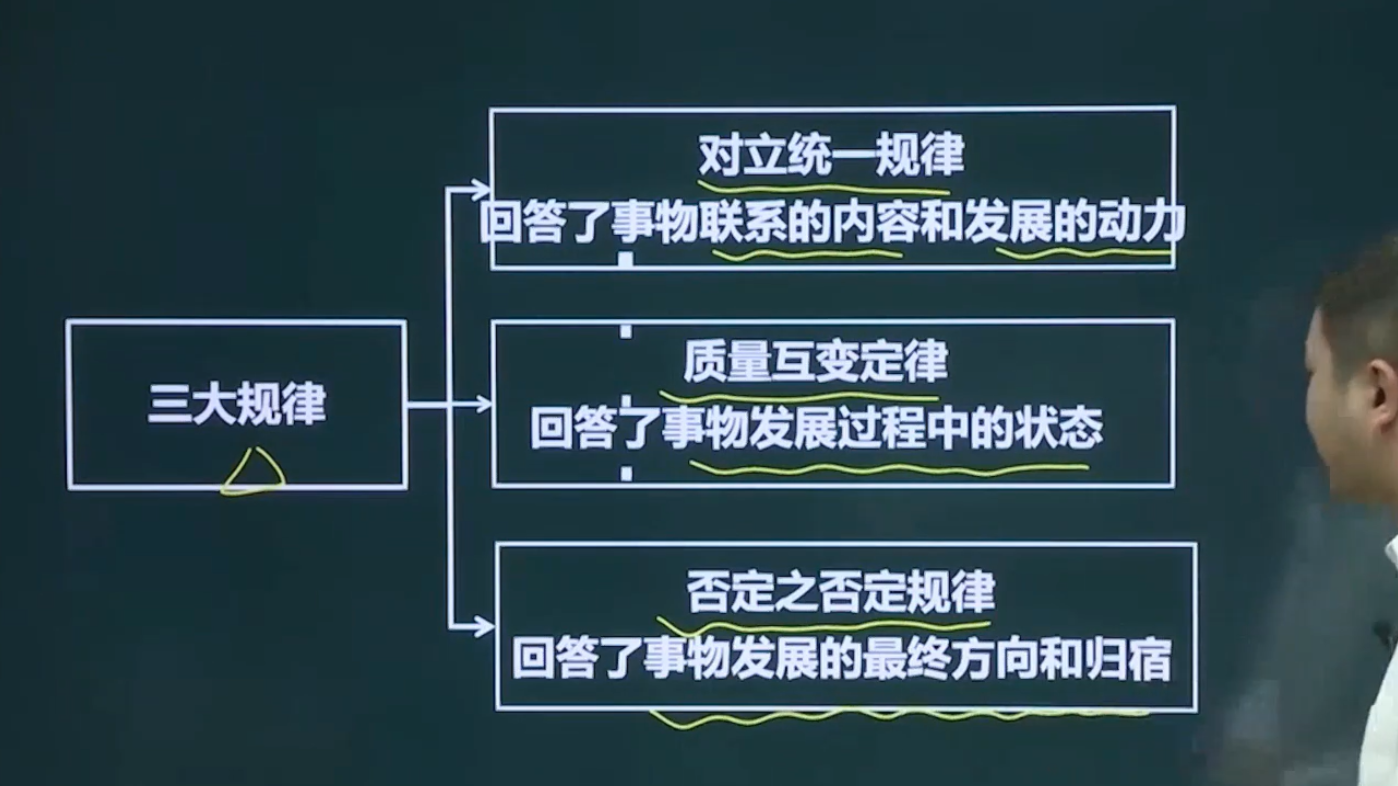 三大规律
对立统一规律
回答了事物联系的内容和发展的动力
质量互变定律
回答了事物发展过程中的状态
否定之否定规律
回答了事物发展的最终方向和归宿